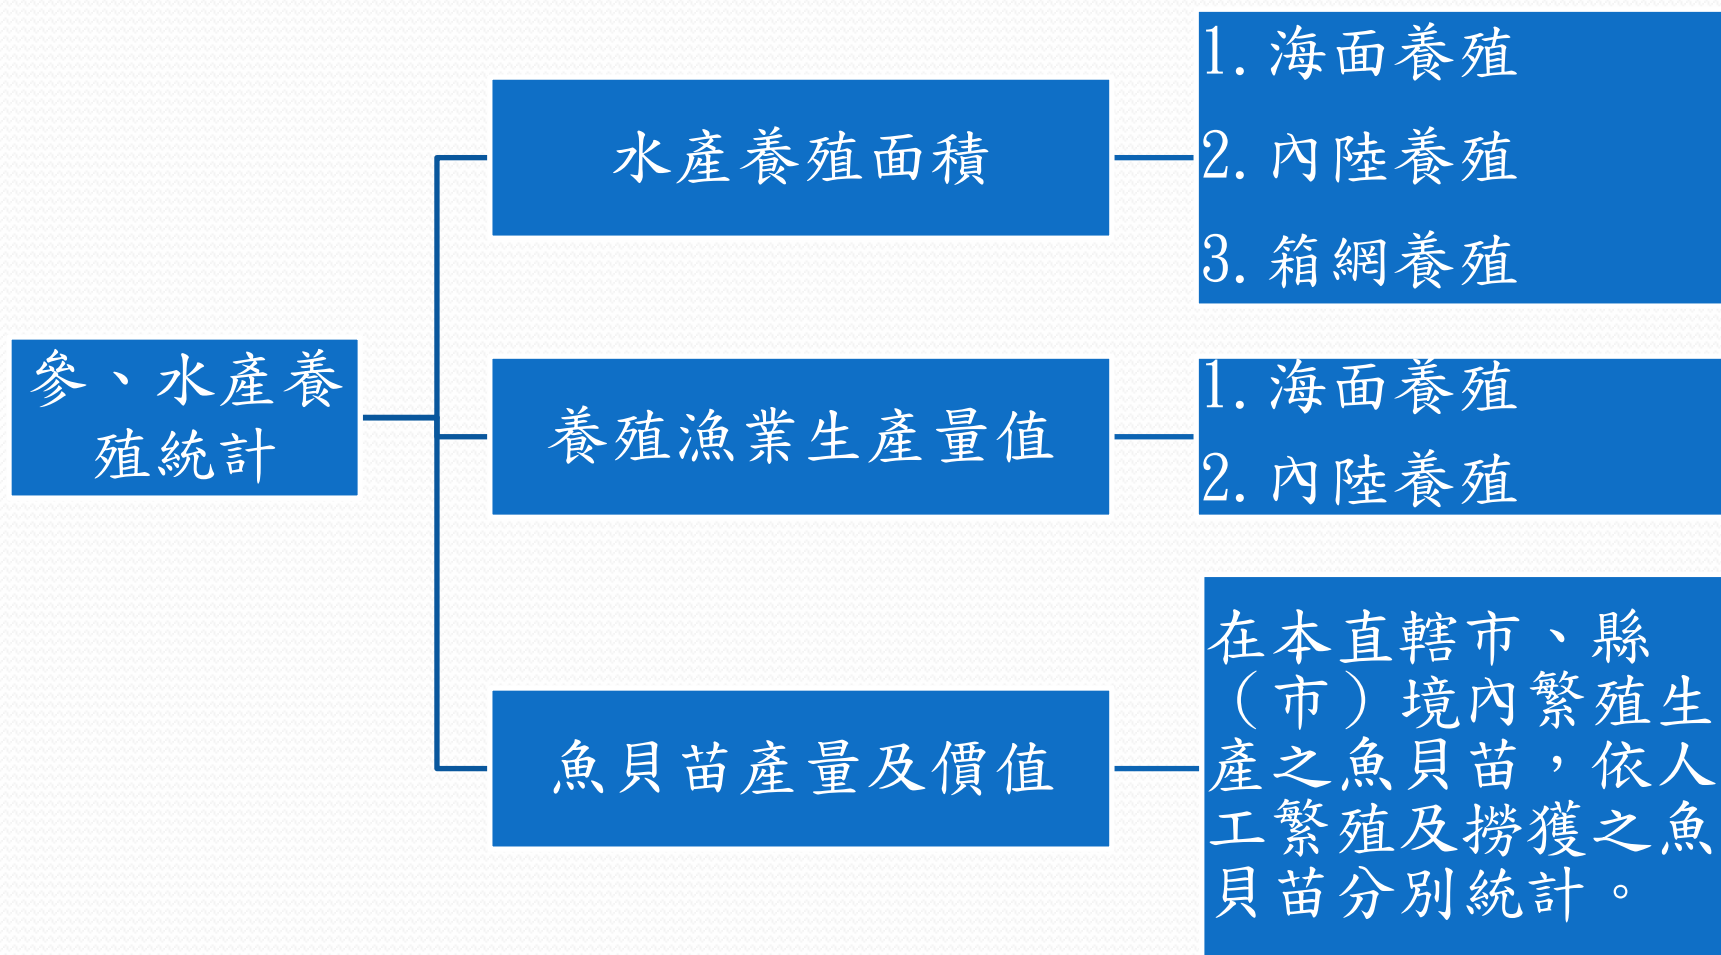 參、水產養
殖統計
水產養殖面積
1. 海面養殖
2. 內陸養殖
3. 箱網養殖
養殖漁業生產量值
1. 海面養殖
2. 內陸養殖
魚貝苗產量及價值
在本直轄市、縣
（市）境內繁殖生
產之魚貝苗，依人
工繁殖及撈獲之魚
貝苗分別統計。